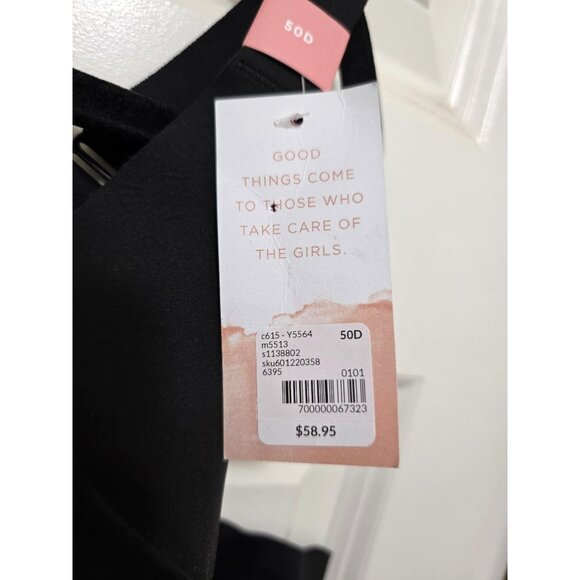 50D
GOOD
THINGS COME
TO THOSE WHO
TAKE CARE OF
THE GIRLS.
c615 - Y5564 50D
m5513
s1138802
sku601220358
6395 0101
700000067323
$58.95